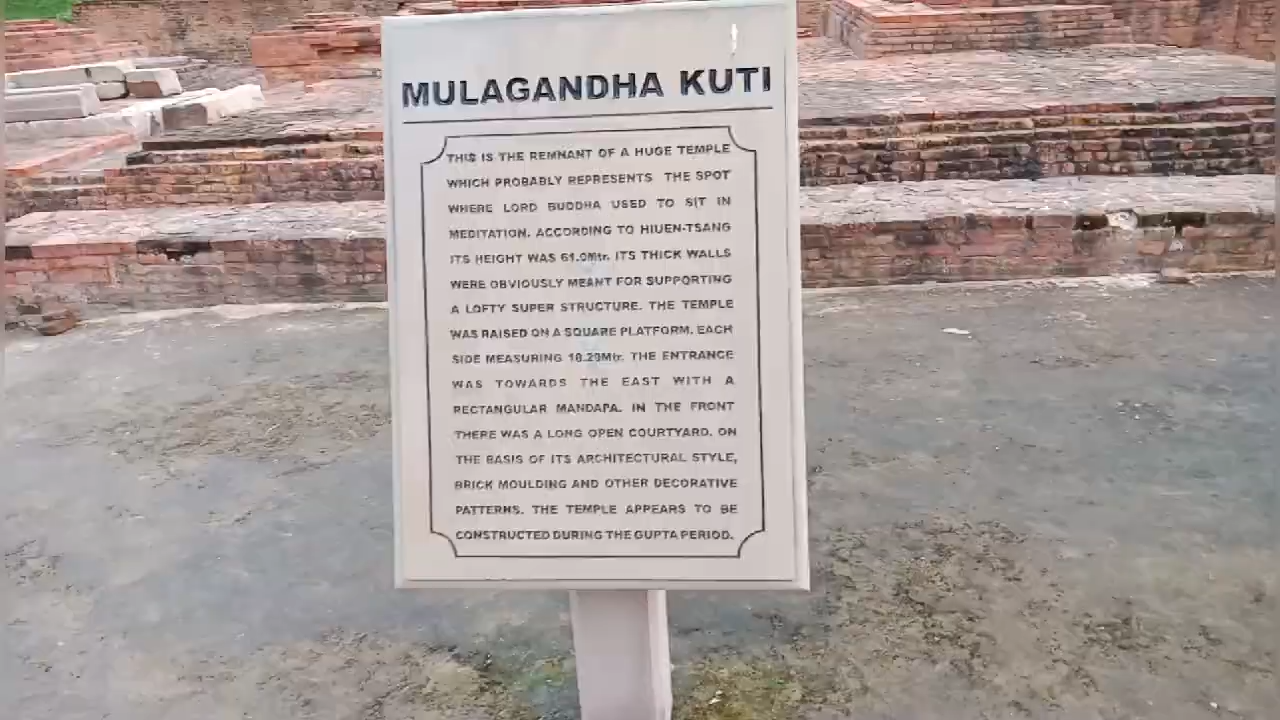 MULAGANDHA KUTI
THIS IS THE REMNANT OF A HUGE TEMPLE
WHICH PROBABLY REPRESENTS THE SPOT
WHERE LORD BUDDHA USED TO SIT IN
MEDITATION. ACCORDING TO HIUEN-TSANG
ITS HEIGHT WAS 61.0Mtr. ITS THICK WALLS
WERE OBVIOUSLY MEANT FOR SUPPORTING
A LOFTY SUPER STRUCTURE. THE TEMPLE
WAS RAISED ON A SQUARE PLATFORM. EACH
SIDE MEASURING 18.29Mtr. THE ENTRANCE
WAS TOWARDS THE EAST WITH A
RECTANGULAR MANDAPA. IN THE FRONT
THERE WAS A LONG OPEN COURTYARD. ON
THE BASIS OF ITS ARCHITECTURAL STYLE,
BRICK MOULDING AND OTHER DECORATIVE
PATTERNS. THE TEMPLE APPEARS TO BE
CONSTRUCTED DURING THE GUPTA PERIOD.